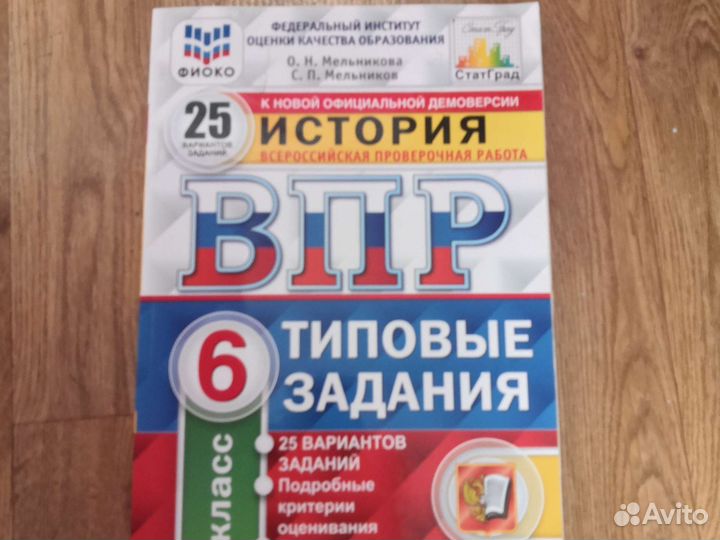 ФЕДЕРАЛЬНЫЙ ИНСТИТУТ
ОЦЕНКИ КАЧЕСТВА ОБРАЗОВАНИЯ
О. Н. Мельникова
С. П. Мельников
ФИОКО
СтатГрад
К НОВОЙ ОФИЦИАЛЬНОЙ ДЕМОВЕРСИИ
25
ВАРИАНТОВ
ЗАДАНИЙ
ИСТОРИЯ
ВСЕРОССИЙСКАЯ ПРОВЕРОЧНАЯ РАБОТА
ВПР
6
КЛАСС
ТИПОВЫЕ
ЗАДАНИЯ
25 ВАРИАНТОВ
ЗАДАНИЙ
Подробные
критерии
оценивания
Avito